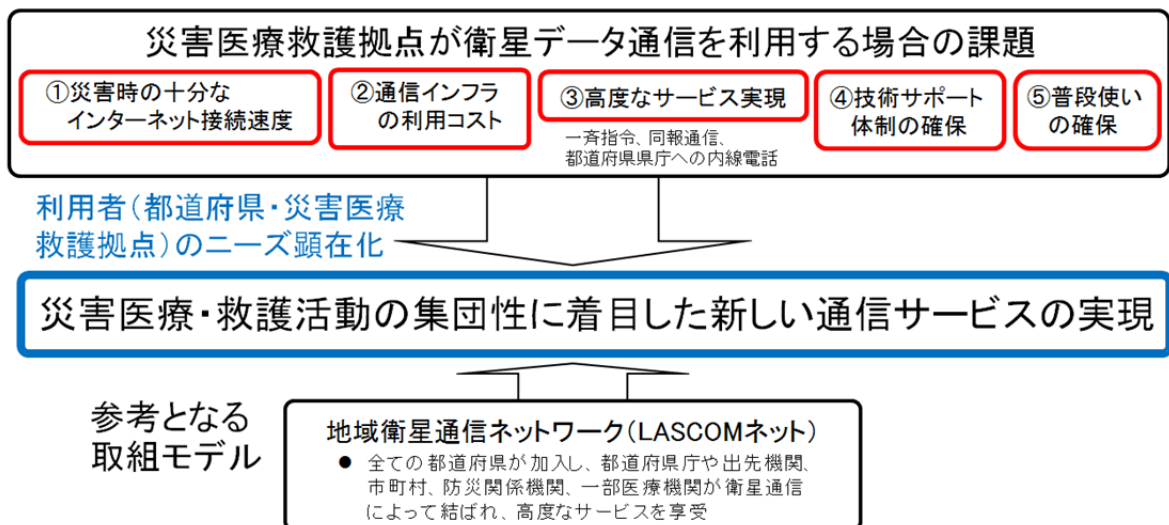 災害医療救護拠点が衛星データ通信を利用する場合の課題
①災害時の十分な
インターネット接続速度
②通信インフラ
の利用コスト
③高度なサービス実現
一斉指令、同報通信、
都道府県県庁への内線電話
④技術サポート
体制の確保
⑤普段使い
の確保
利用者(都道府県・災害医療
救護拠点)のニーズ顕在化
災害医療・救護活動の集団性に着目した新しい通信サービスの実現
参考となる
取組モデル
地域衛星通信ネットワーク(LASCOMネット)
● 全ての都道府県が加入し、都道府県庁や出先機関、
市町村、防災関係機関、一部医療機関が衛星通信
によって結ばれ、高度なサービスを享受